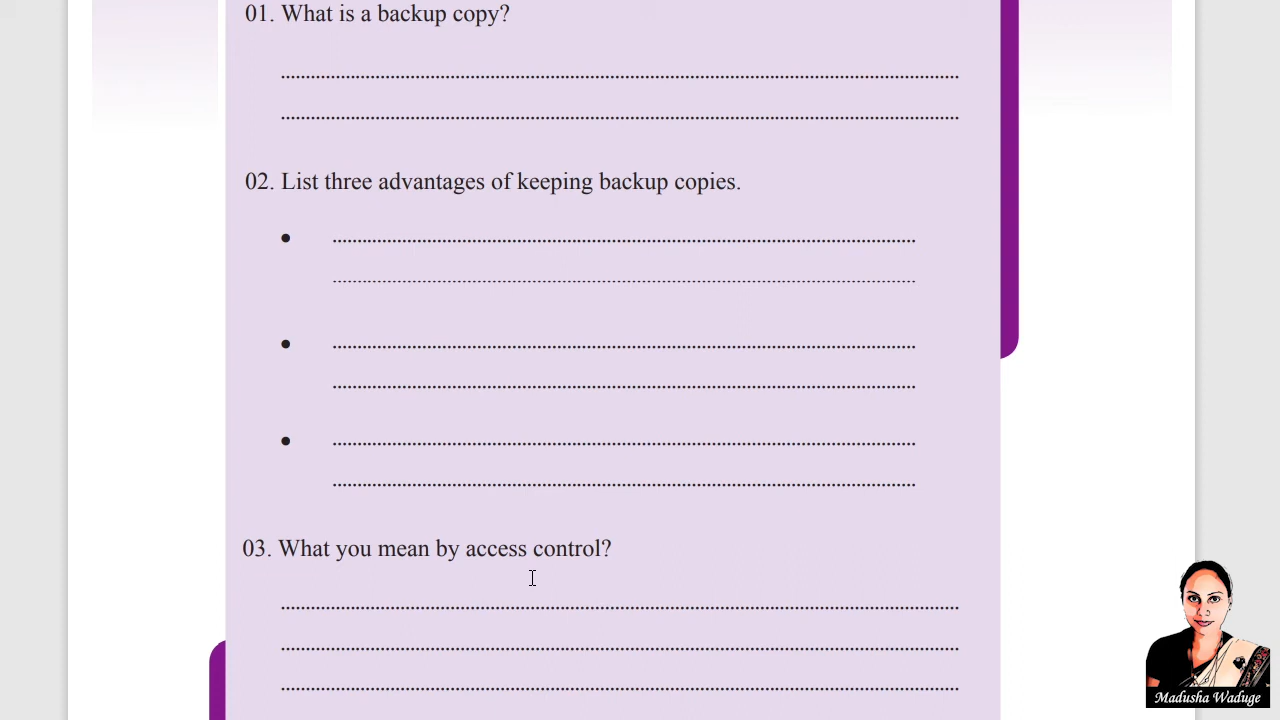 01. What is a backup copy?
02. List three advantages of keeping backup copies.
•
•
•
03. What you mean by access control?
Madusha Waduge